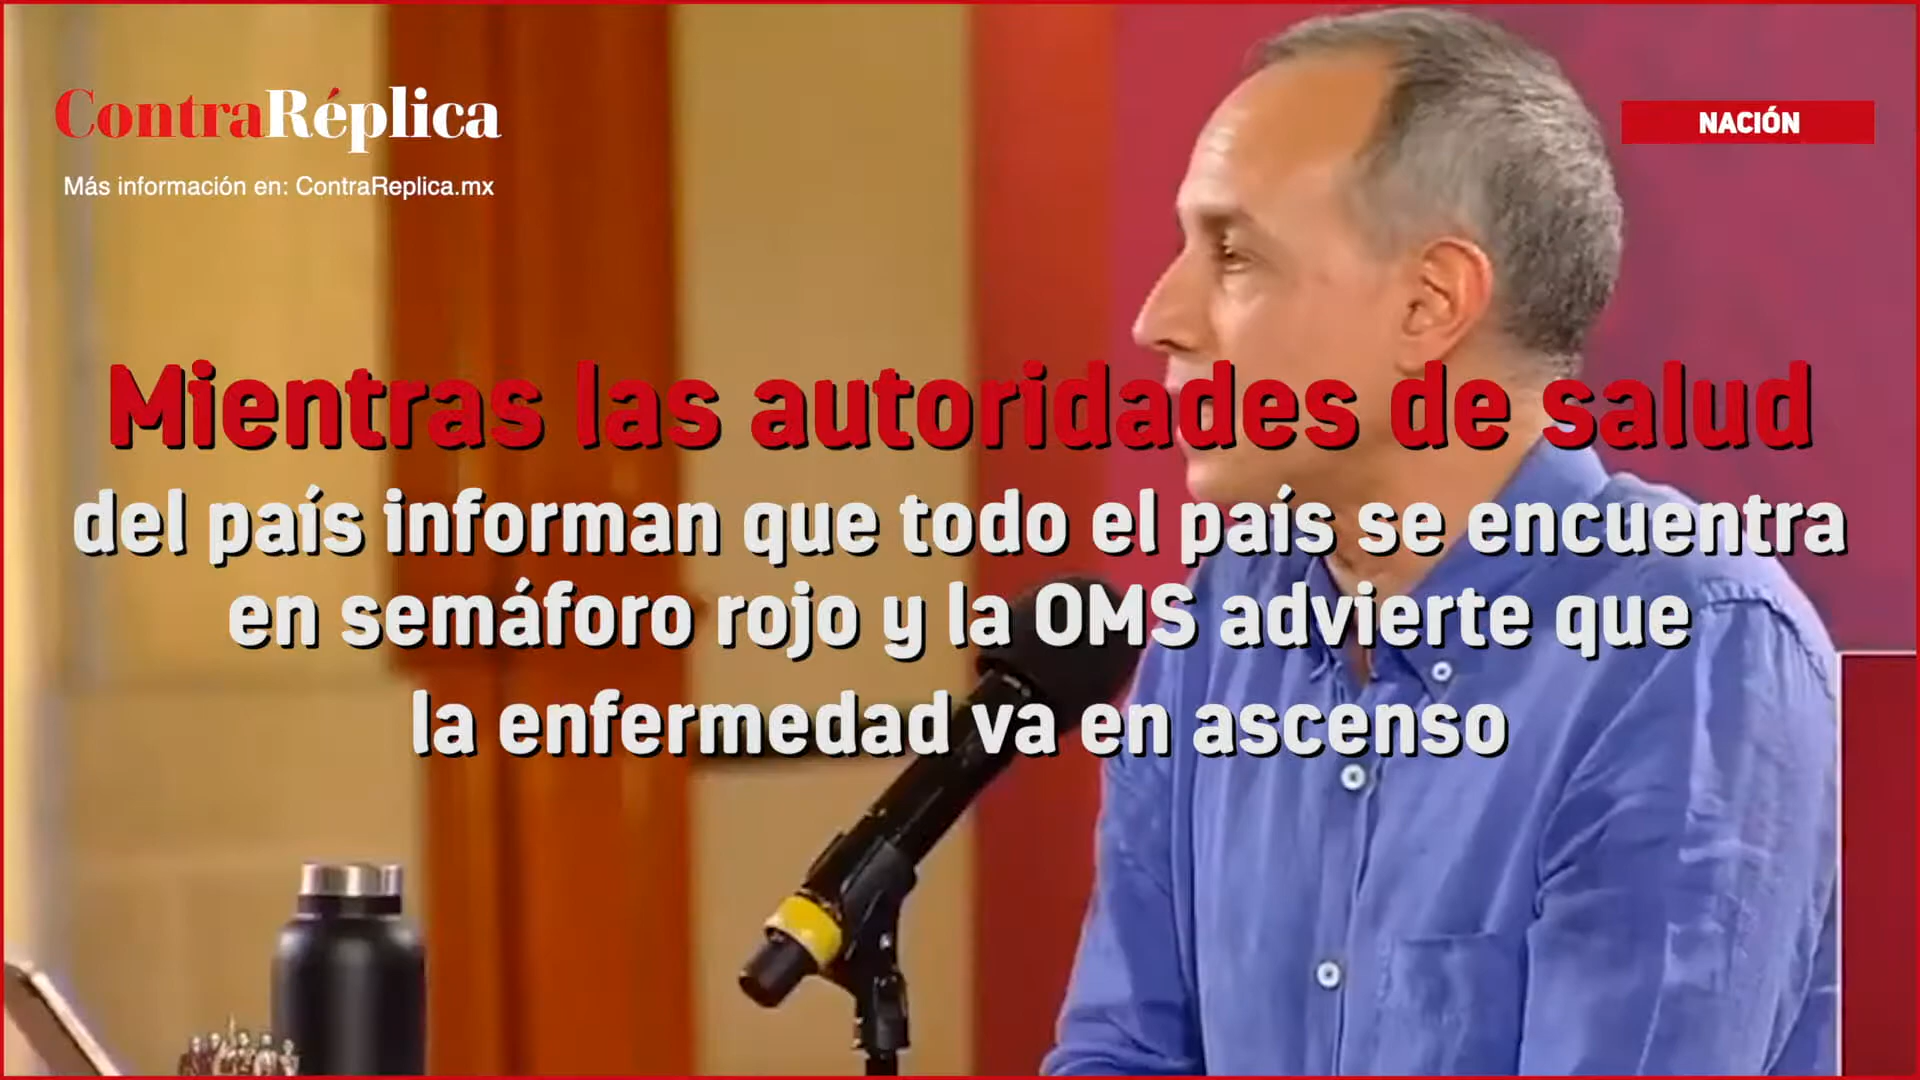 ContraRéplica
NACIÓN
Más información en: ContraReplica.mx
Mientras las autoridades de salud
del país informan que todo el país se encuentra
en semáforo rojo y la OMS advierte que
la enfermedad va en ascenso